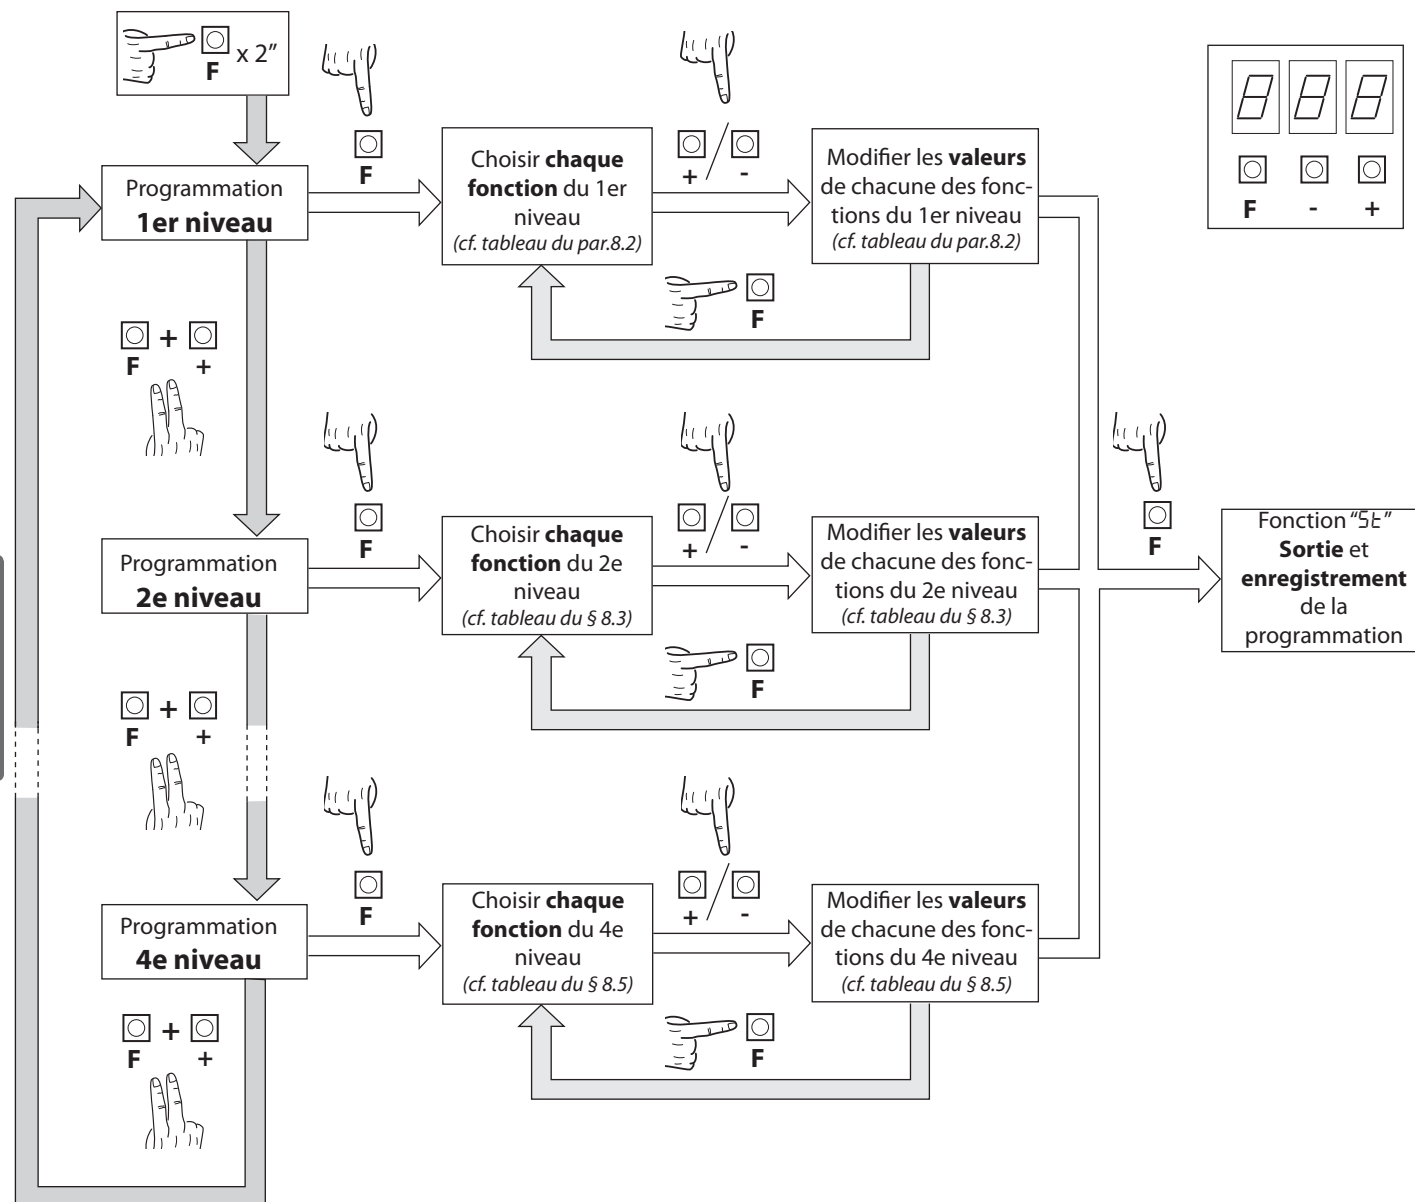 F x 2”
F
+ / -
F - +
Programmation
1er niveau
Choisir chaque
fonction du 1er
niveau
(cf. tableau du par.8.2)
Modifier les valeurs
de chacune des fonc-
tions du 1er niveau
(cf. tableau du par.8.2)
F
F + +
F
+ / -
F
Programmation
2e niveau
Choisir chaque
fonction du 2e
niveau
(cf. tableau du § 8.3)
Modifier les valeurs
de chacune des fonc-
tions du 2e niveau
(cf. tableau du § 8.3)
Fonction “St”
Sortie et
enregistrement
de la
programmation
F
F + +
F
+ / -
Programmation
4e niveau
Choisir chaque
fonction du 4e
niveau
(cf. tableau du § 8.5)
Modifier les valeurs
de chacune des fonc-
tions du 4e niveau
(cf. tableau du § 8.5)
F
F + +